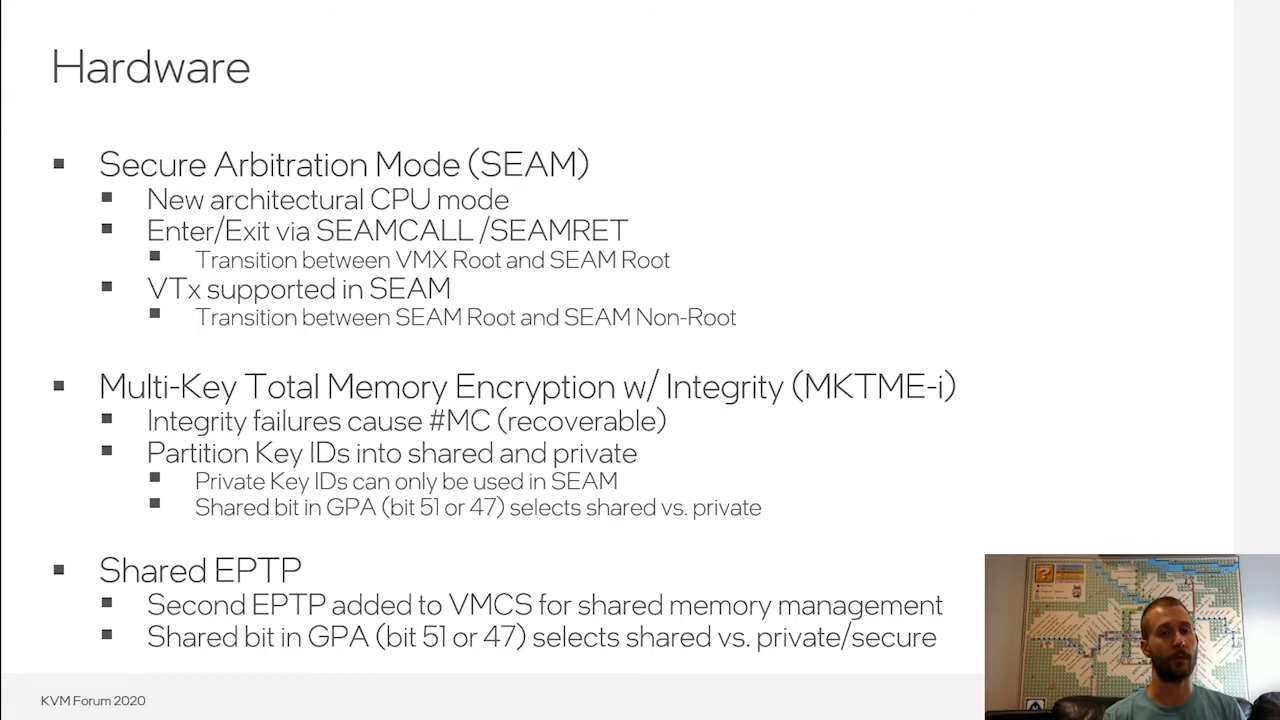 Hardware
Secure Arbitration Mode (SEAM)
New architectural CPU mode
Enter/Exit via SEAMCALL /SEAMRET
Transition between VMX Root and SEAM Root
VTx supported in SEAM
Transition between SEAM Root and SEAM Non-Root
Multi-Key Total Memory Encryption w/ Integrity (MKTME-i)
Integrity failures cause #MC (recoverable)
Partition Key IDs into shared and private
Private Key IDs can only be used in SEAM
Shared bit in GPA (bit 51 or 47) selects shared vs. private
Shared EPTP
Second EPTP added to VMCS for shared memory management
Shared bit in GPA (bit 51 or 47) selects shared vs. private/secure
KVM Forum 2020